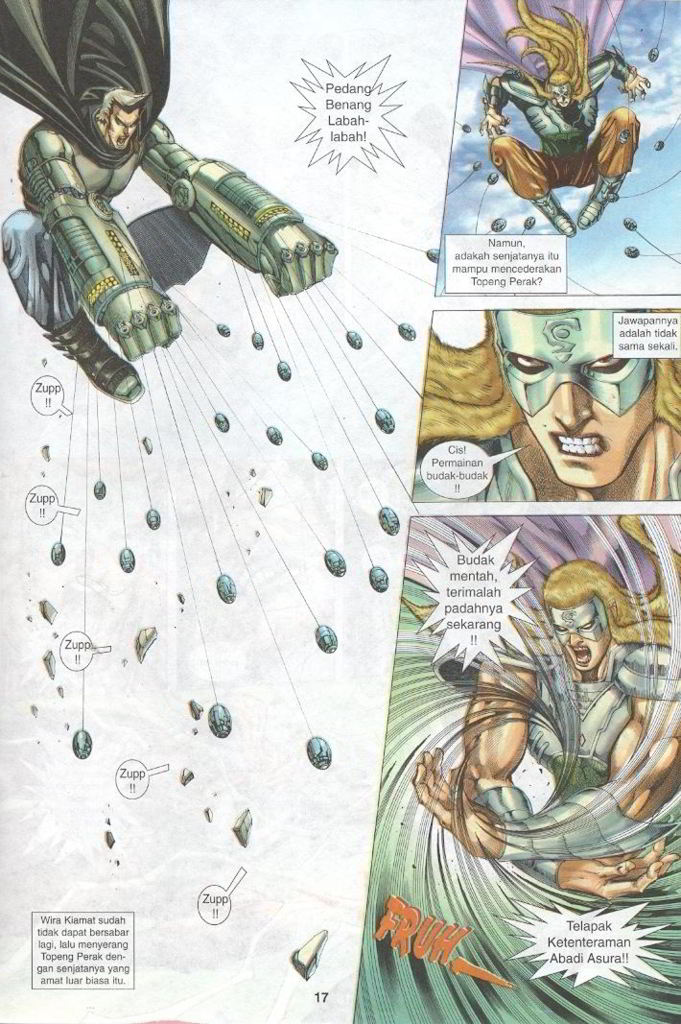 Pedang
Benang
Labah-
labah!
Zupp
!!
Zupp
!!
Zupp
!!
Zupp
!!
Zupp
!!
Wira Kiamat sudah
tidak dapat bersabar
lagi, lalu menyerang
Topeng Perak den-
gan senjatanya yang
amat luar biasa itu.
Namun,
adakah senjatanya itu
mampu mencederakan
Topeng Perak?
Jawapannya
adalah tidak
sama sekali.
Cis!
Permainan
budak-budak
!!
Budak
mentah,
terimalah
padahnya
sekarang
!!
FRUH
Telapak
Ketenteraman
Abadi Asura!!
17